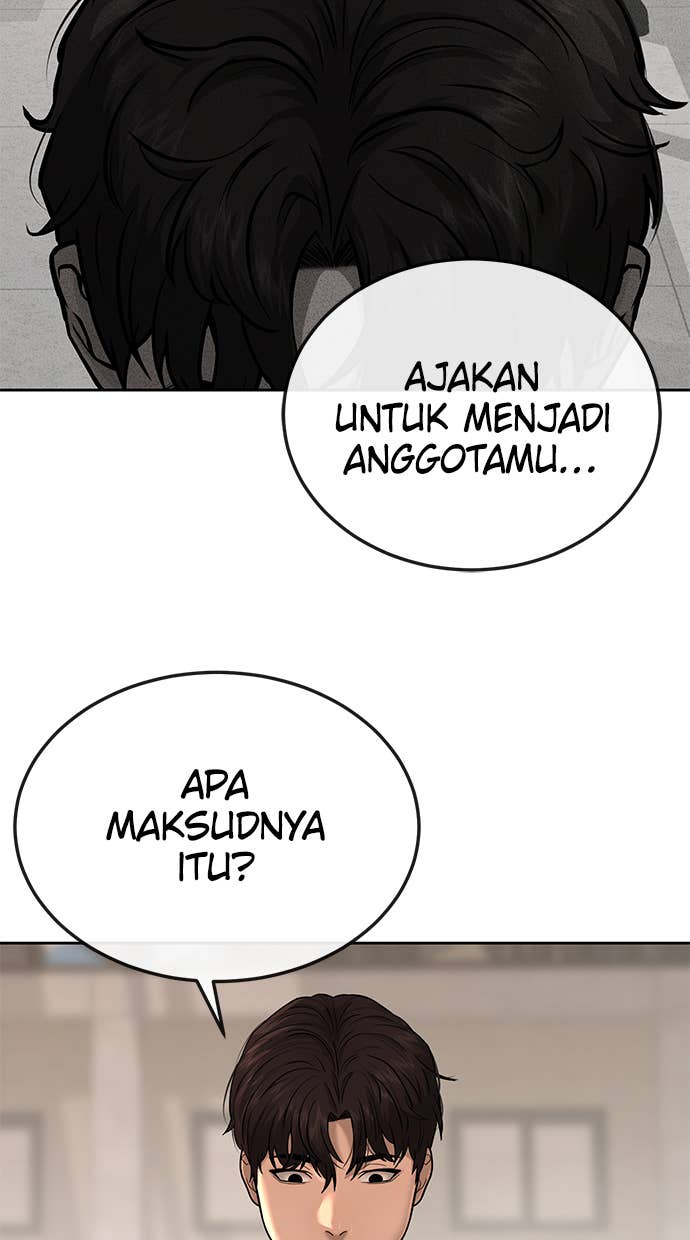 AJAKAN
UNTUK MENJADI
ANGGOTAMU...
APA
MAKSUDNYA
ITU?